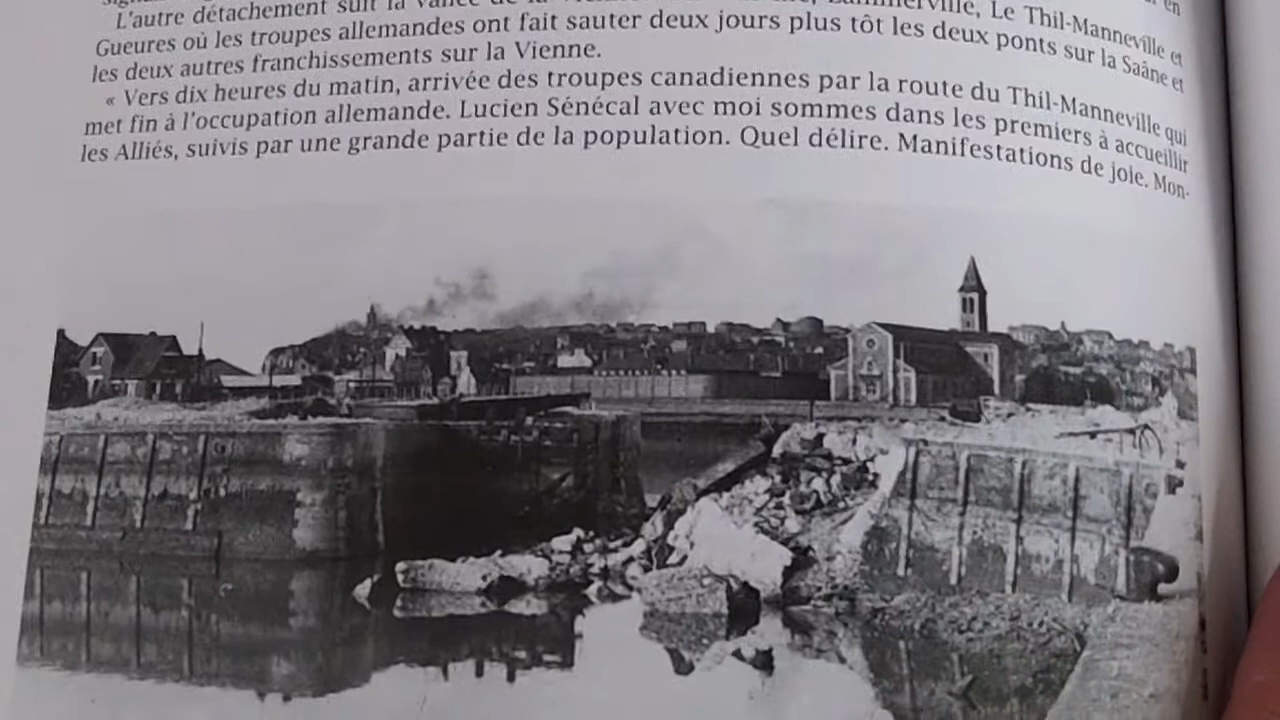 L'autre détachement suit la vallée de la Vienne Lammerville, Le Thil-Manneville et
Gueures où les troupes allemandes ont fait sauter deux jours plus tôt les deux ponts sur la Saâne et
les deux autres franchissements sur la Vienne.
« Vers dix heures du matin, arrivée des troupes canadiennes par la route du Thil-Manneville qui
met fin à l'occupation allemande. Lucien Sénécal avec moi sommes dans les premiers à accueillir
les Alliés, suivis par une grande partie de la population. Quel délire. Manifestations de joie. Mon-